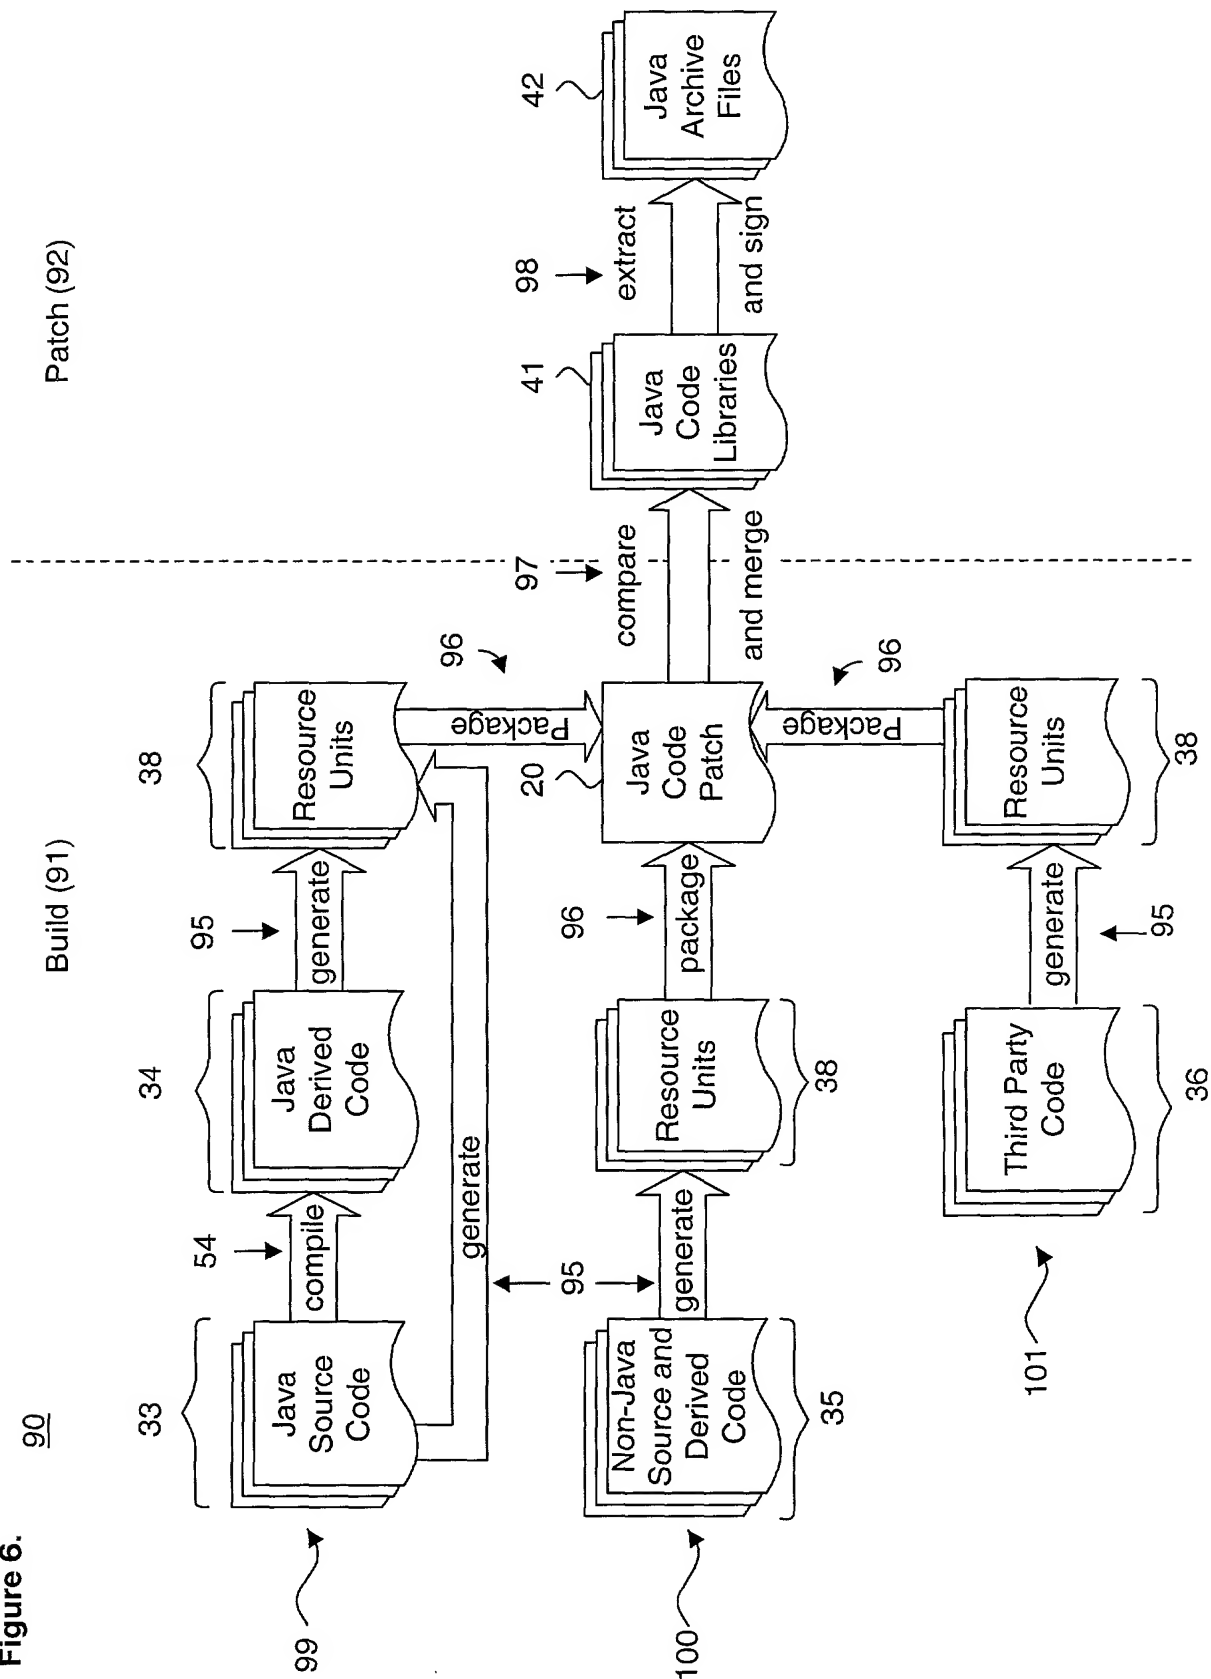 Figure 6.
90
Build (91)
Patch (92)
33
54
34
95
38
Java
Source
Code
compile
Java
Derived
Code
generate
Resource
Units
99
generate
96
Package
95
20
97
41
98
42
96
Non-Java
Source and
Derived
Code
generate
Resource
Units
package
Java
Code
Patch
compare
and merge
Java
Code
Libraries
extract
and sign
Java
Archive
Files
100
35
38
Package
96
Third Party
Code
generate
Resource
Units
101
36
95
38